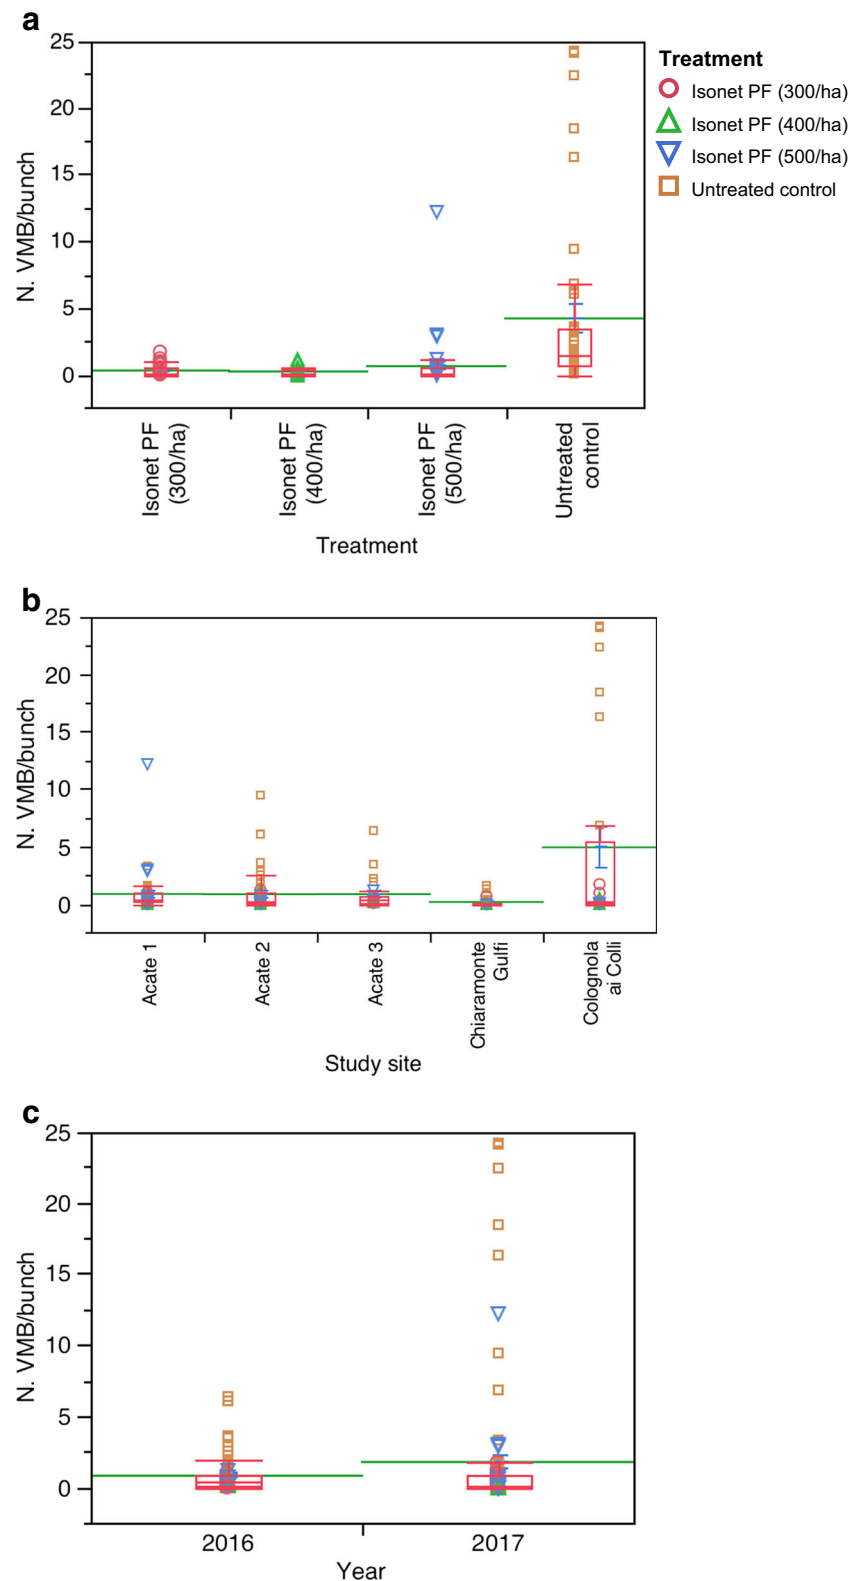 a
25
20
15
10
5
0
N. VMB/bunch
Isonet PF
(300/ha)
Isonet PF
(400/ha)
Isonet PF
(500/ha)
Untreated
control
Treatment
Treatment
Isonet PF (300/ha)
Isonet PF (400/ha)
Isonet PF (500/ha)
Untreated control
b
25
20
15
10
5
0
N. VMB/bunch
Acate 1
Acate 2
Acate 3
Chiaramonte
Gulfi
Colognola
ai Colli
Study site
c
25
20
15
10
5
0
N. VMB/bunch
2016
2017
Year